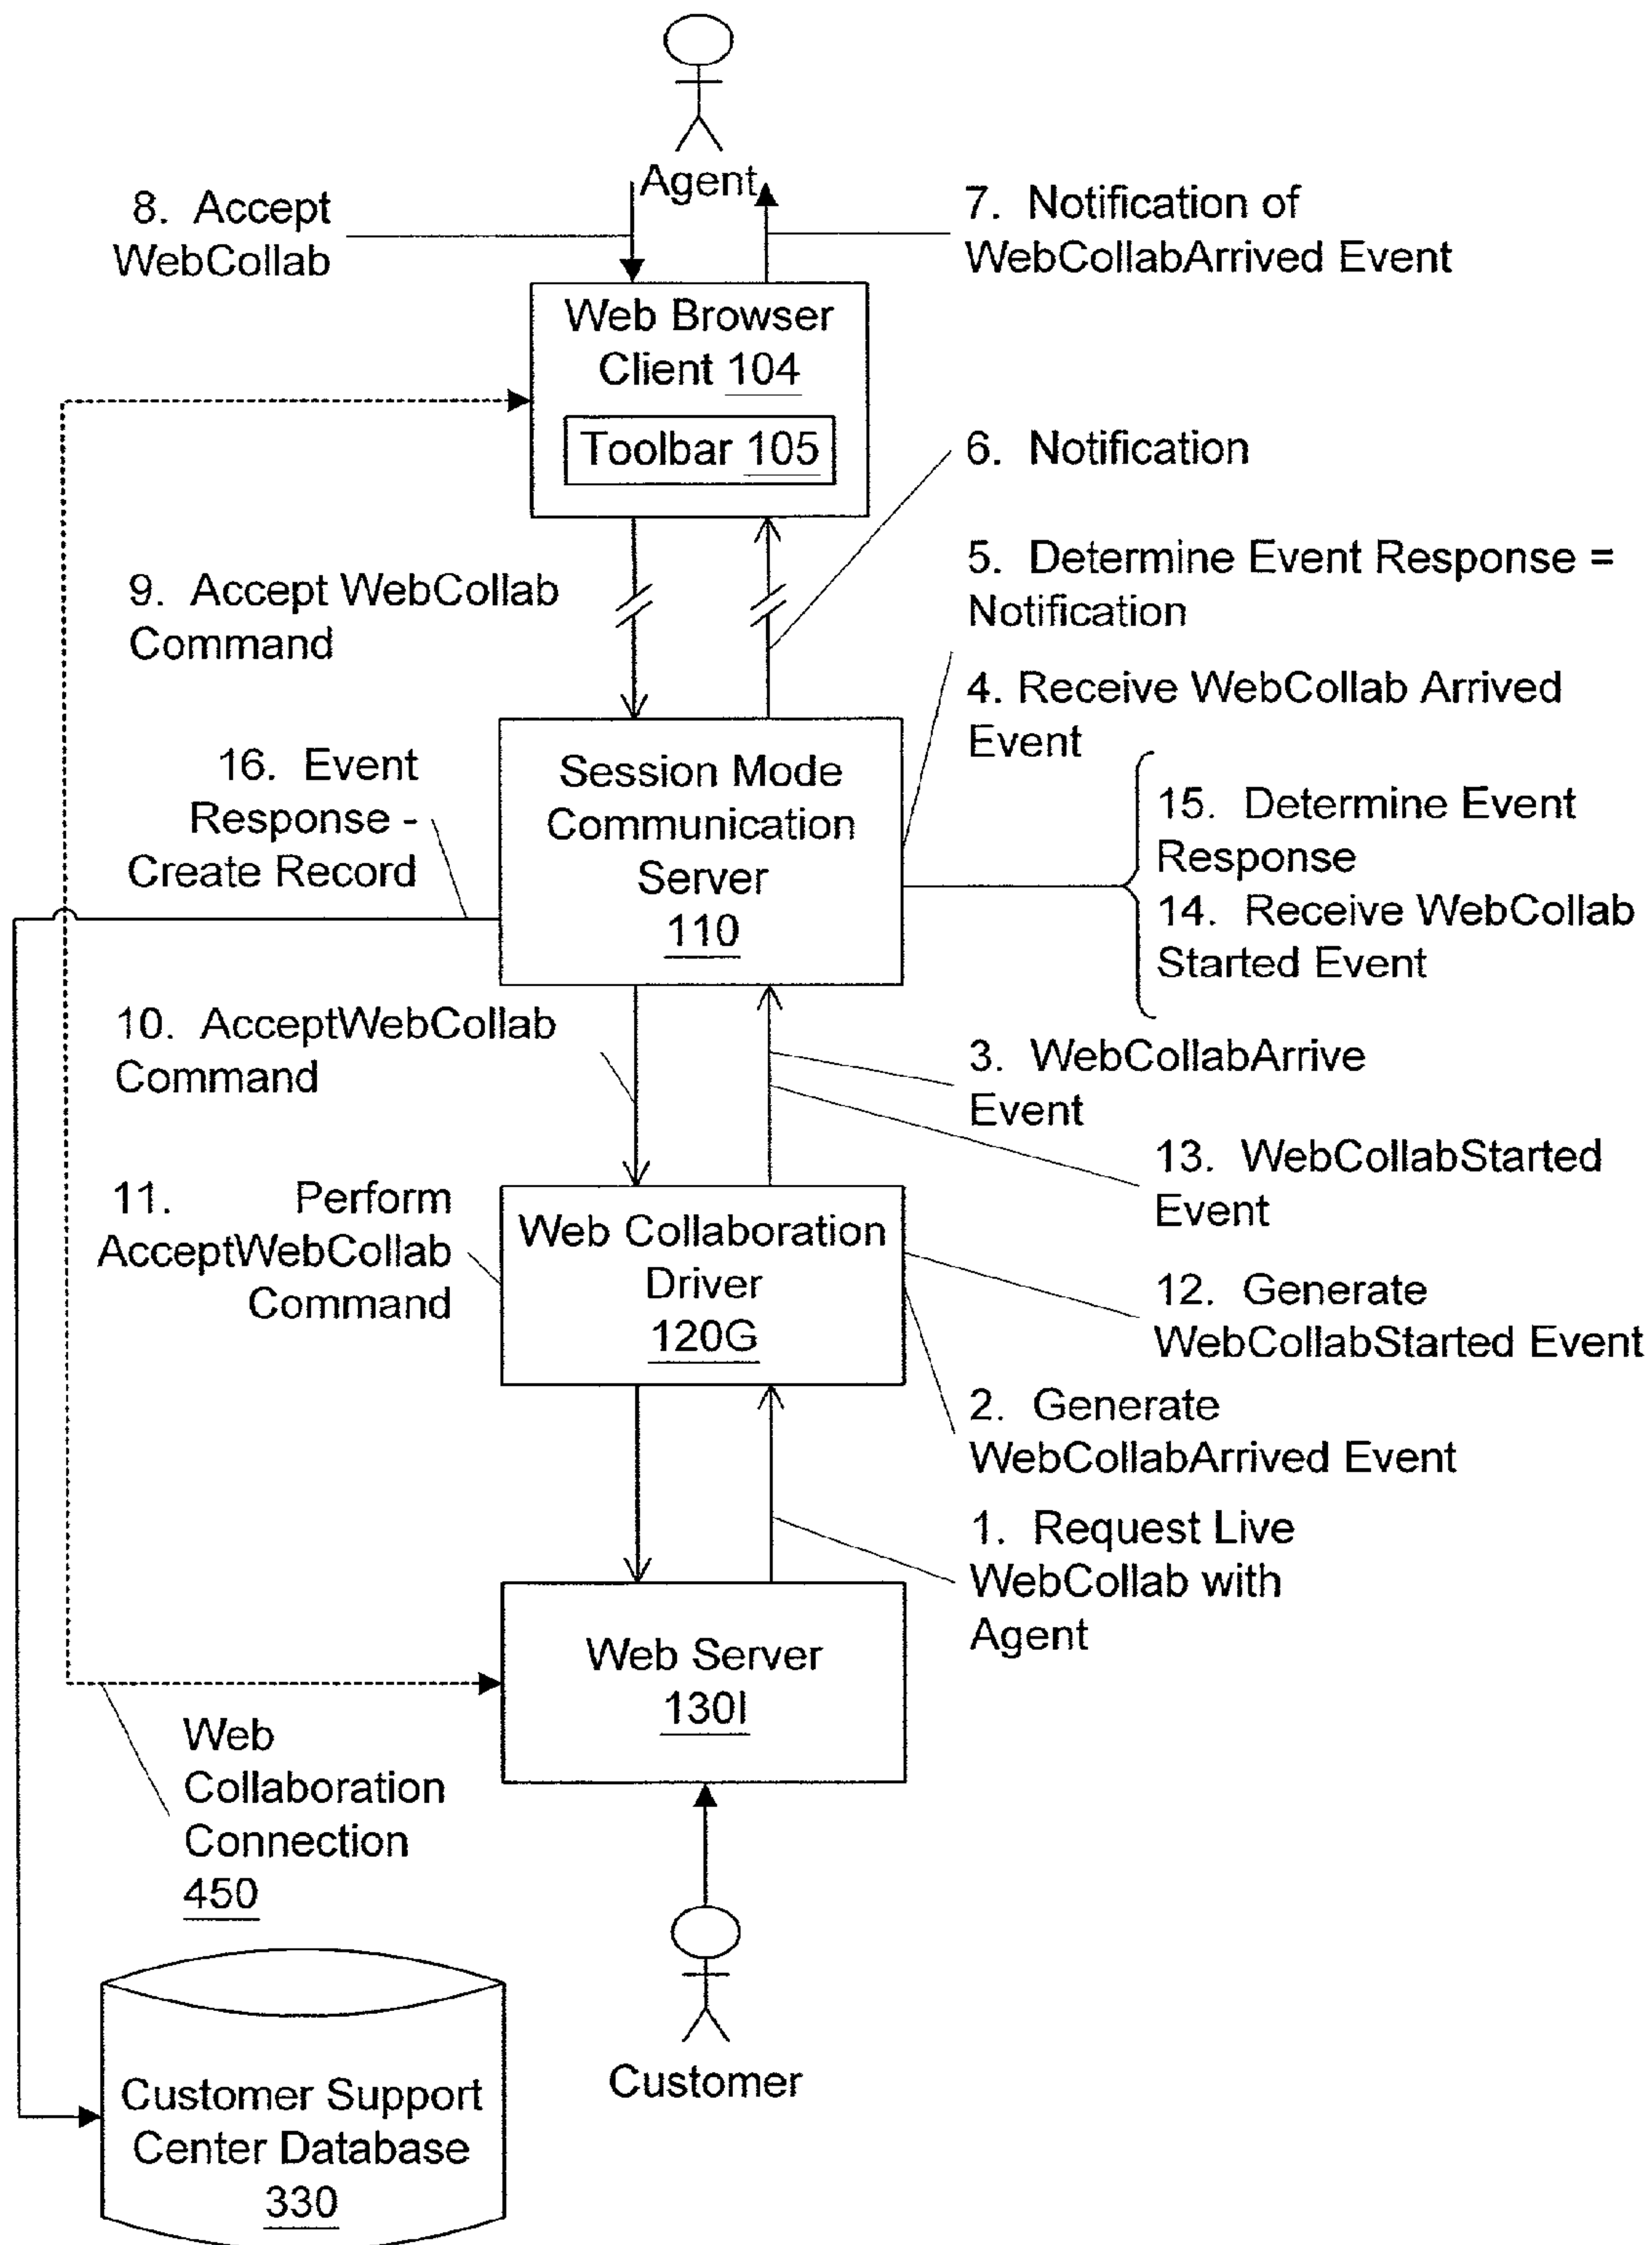 Agent
8. Accept
WebCollab
7. Notification of
WebCollabArrived Event
Web Browser
Client 104
Toolbar 105
6. Notification
5. Determine Event Response =
Notification
9. Accept WebCollab
Command
4. Receive WebCollab Arrived
Event
16. Event
Response -
Create Record
Session Mode
Communication
Server
110
15. Determine Event
Response
14. Receive WebCollab
Started Event
10. AcceptWebCollab
Command
3. WebCollabArrive
Event
13. WebCollabStarted
Event
11. Perform
AcceptWebCollab
Command
Web Collaboration
Driver
120G
12. Generate
WebCollabStarted Event
2. Generate
WebCollabArrived Event
1. Request Live
WebCollab with
Agent
Web Server
130I
Web
Collaboration
Connection
450
Customer
Customer Support
Center Database
330